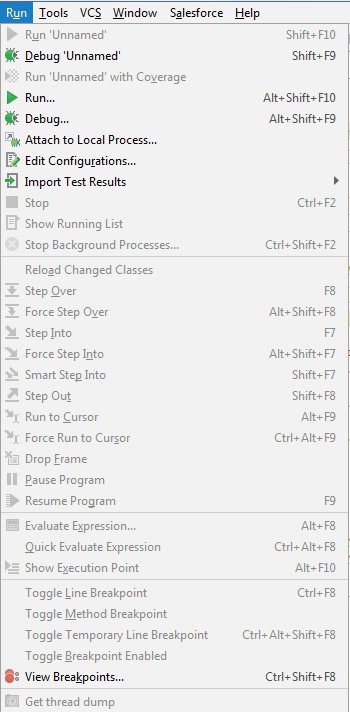 Run Tools VCS Window Salesforce Help
Run 'Unnamed' Shift+F10
Debug 'Unnamed' Shift+F9
Run 'Unnamed' with Coverage
Run... Alt+Shift+F10
Debug... Alt+Shift+F9
Attach to Local Process...
Edit Configurations...
Import Test Results
Stop Ctrl+F2
Show Running List
Stop Background Processes... Ctrl+Shift+F2
Reload Changed Classes
Step Over F8
Force Step Over Alt+Shift+F8
Step Into F7
Force Step Into Alt+Shift+F7
Smart Step Into Shift+F7
Step Out Shift+F8
Run to Cursor Alt+F9
Force Run to Cursor Ctrl+Alt+F9
Drop Frame
Pause Program
Resume Program F9
Evaluate Expression... Alt+F8
Quick Evaluate Expression Ctrl+Alt+F8
Show Execution Point Alt+F10
Toggle Line Breakpoint Ctrl+F8
Toggle Method Breakpoint
Toggle Temporary Line Breakpoint Ctrl+Alt+Shift+F8
Toggle Breakpoint Enabled
View Breakpoints... Ctrl+Shift+F8
Get thread dump